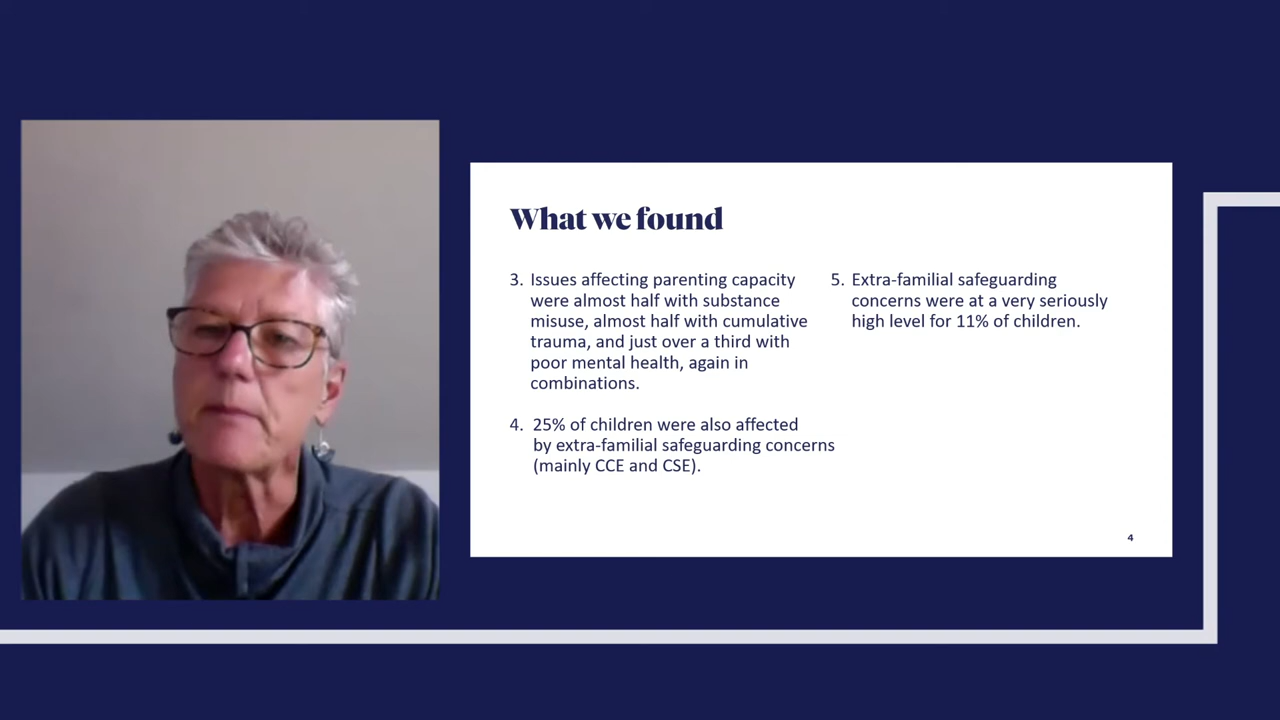 What we found
3. Issues affecting parenting capacity
were almost half with substance
misuse, almost half with cumulative
trauma, and just over a third with
poor mental health, again in
combinations.
4. 25% of children were also affected
by extra-familial safeguarding concerns
(mainly CCE and CSE).
5. Extra-familial safeguarding
concerns were at a very seriously
high level for 11% of children.
4